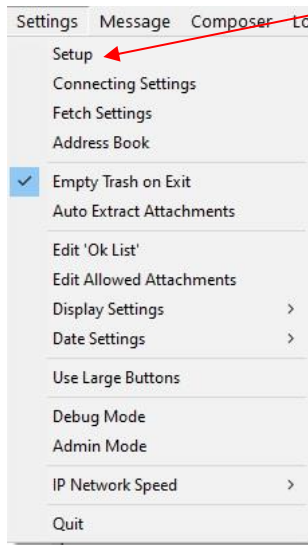 Settings Message Composer Lo
Setup
Connecting Settings
Fetch Settings
Address Book
Empty Trash on Exit
Auto Extract Attachments
Edit 'Ok List'
Edit Allowed Attachments
Display Settings >
Date Settings >
Use Large Buttons
Debug Mode
Admin Mode
IP Network Speed >
Quit